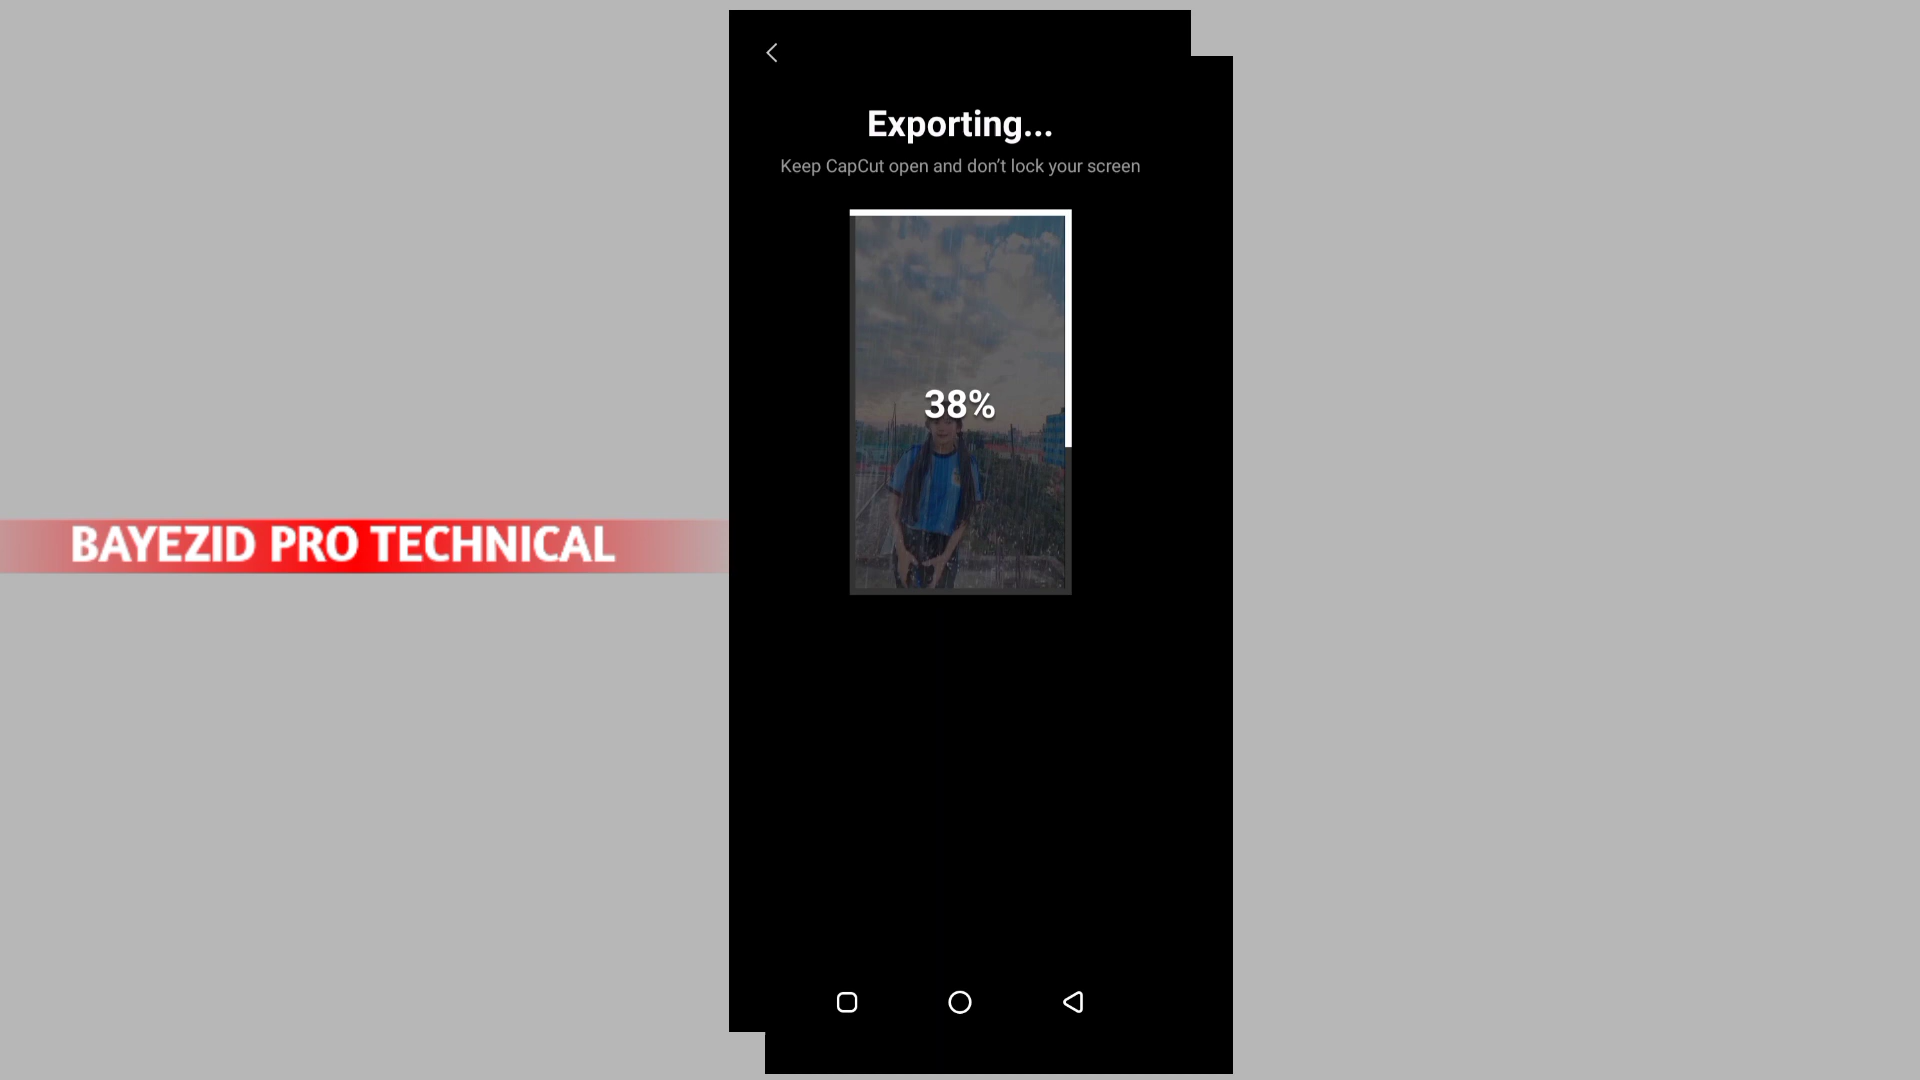 Exporting...
Keep CapCut open and don't lock your screen
38%
BAYEZID PRO TECHNICAL